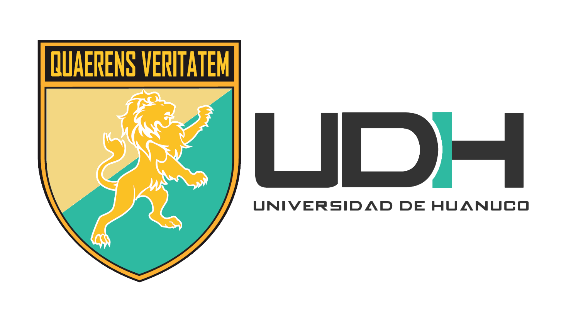 QUAERENS VERITATEM
UDH
UNIVERSIDAD DE HUANUCO